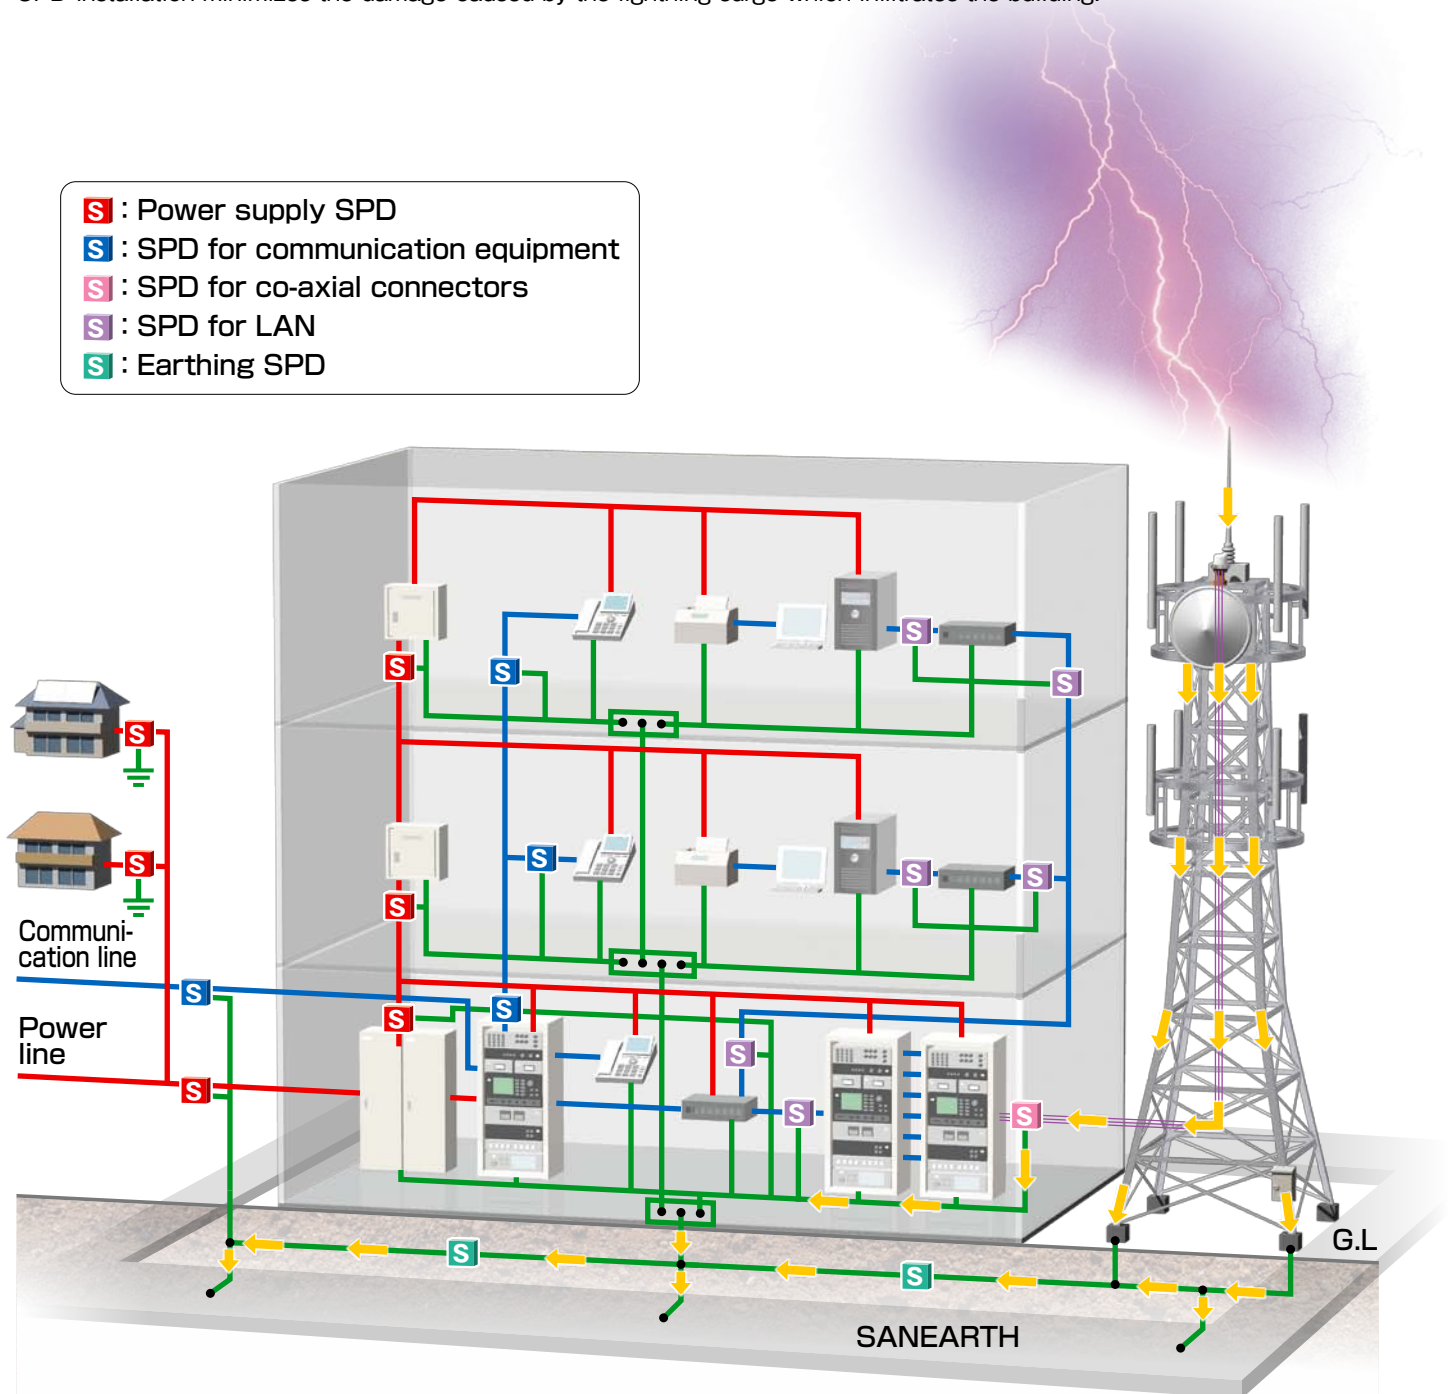 S : Power supply SPD
S : SPD for communication equipment
S : SPD for co-axial connectors
S : SPD for LAN
S : Earthing SPD
S
S
S
S
S
S
S
S
S
S
S
Communi-
cation line
S
S
S
Power
line
S
S
S
S
G.L
S
S
SANEARTH